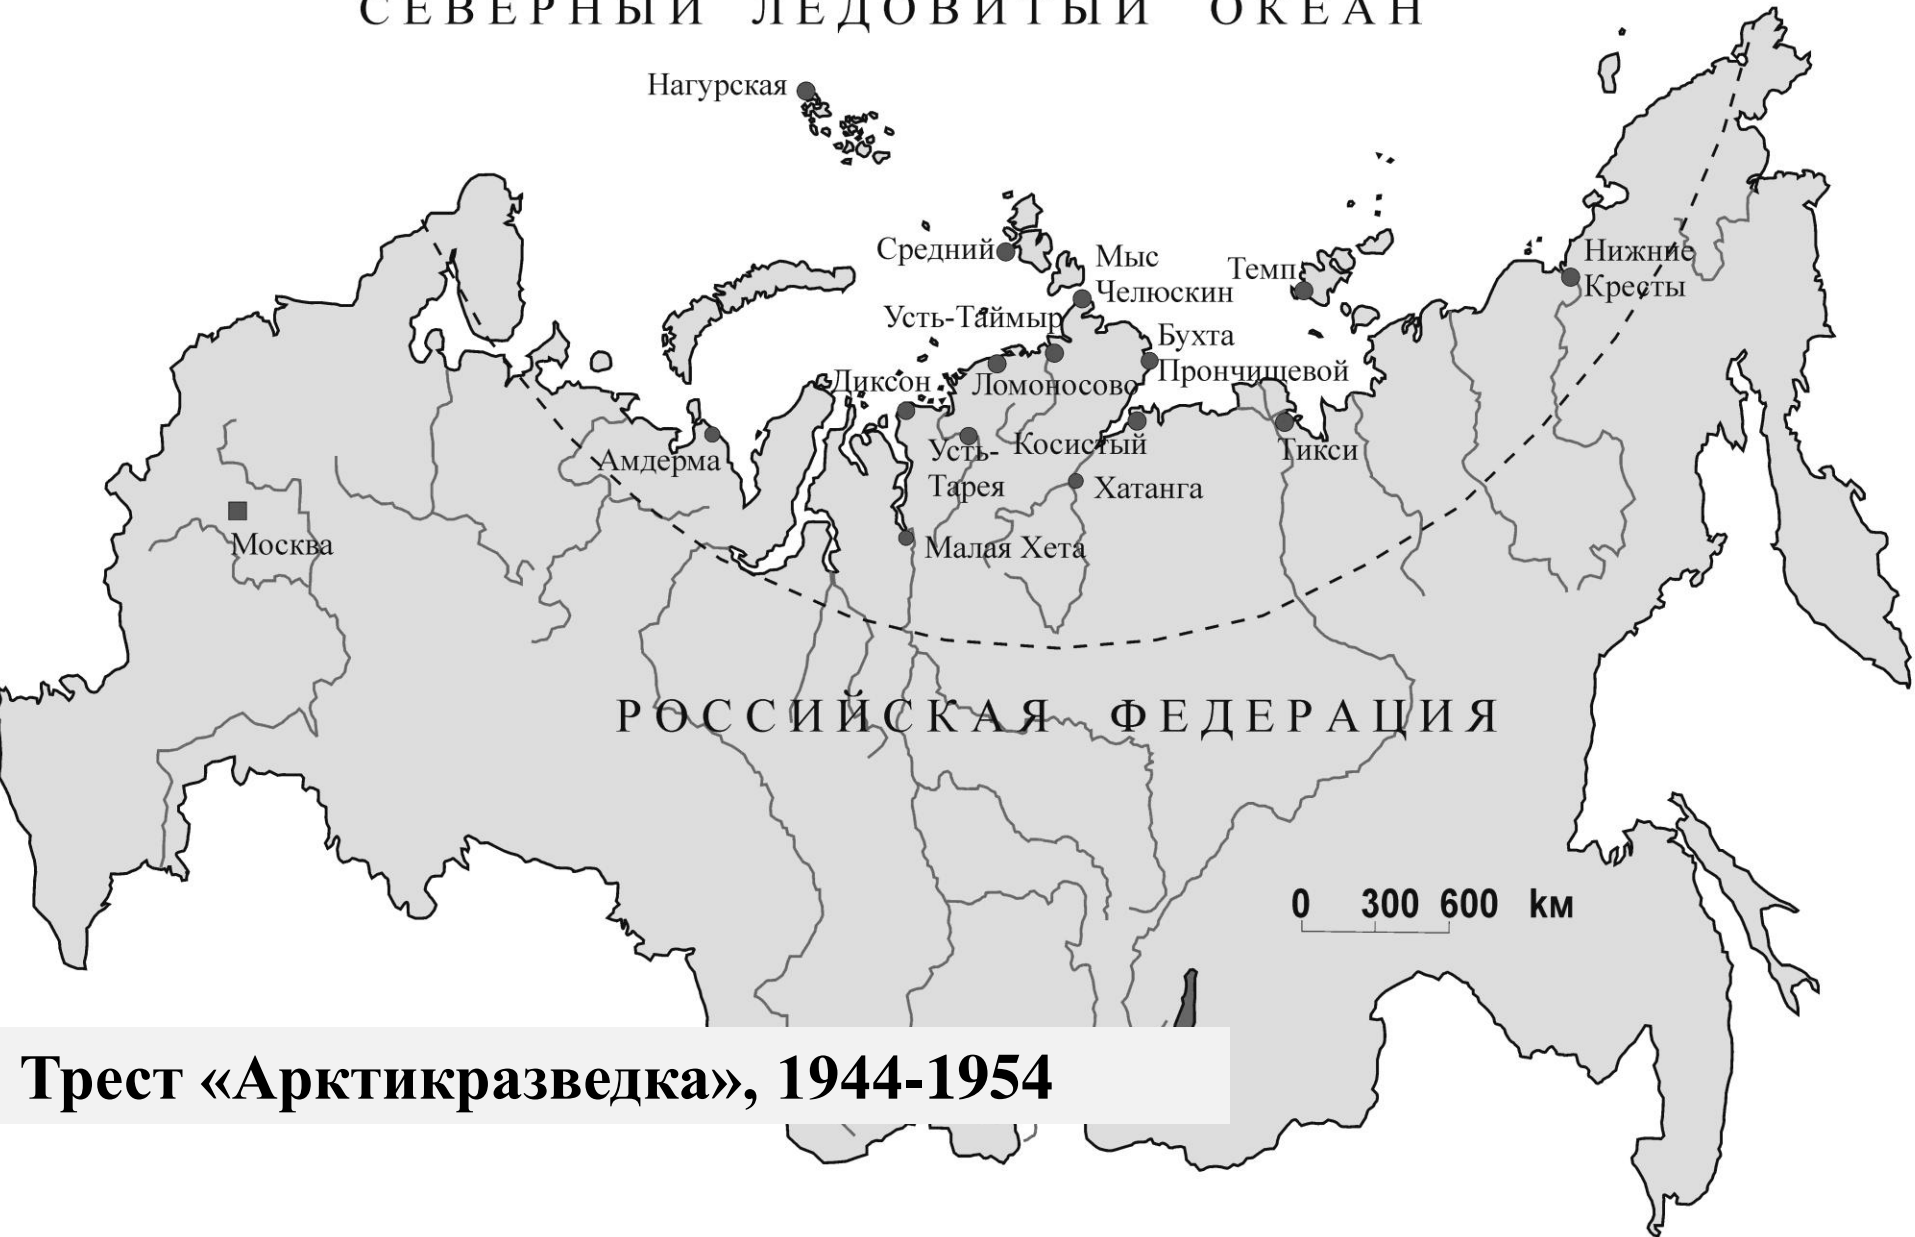 СЕВЕРНЫЙ ЛЕДОВИТЫЙ ОКЕАН
Нагурская
Средний
Мыс
Челюскин
Темп
Нижние
Кресты
Усть-Таймыр
Бухта
Прончищевой
Диксон
Ломоносово
Амдерма
Усть-
Тарея
Косистый
Тикси
Хатанга
Москва
Малая Хета
РОССИЙСКАЯ ФЕДЕРАЦИЯ
0 300 600 км
Трест «Арктикразведка», 1944-1954